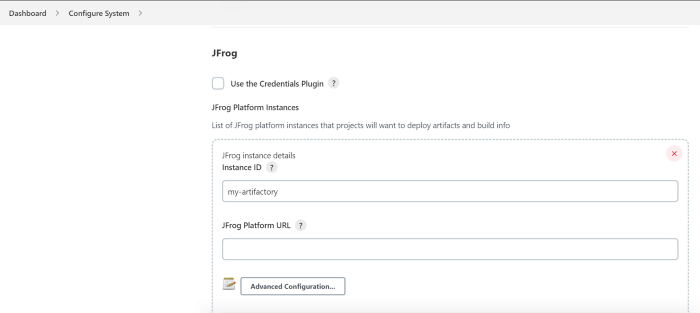 Dashboard > Configure System >
JFrog
Use the Credentials Plugin ?
JFrog Platform Instances
List of JFrog platform instances that projects will want to deploy artifacts and build info
JFrog instance details
Instance ID ?
my-artifactory
JFrog Platform URL ?
Advanced Configuration...